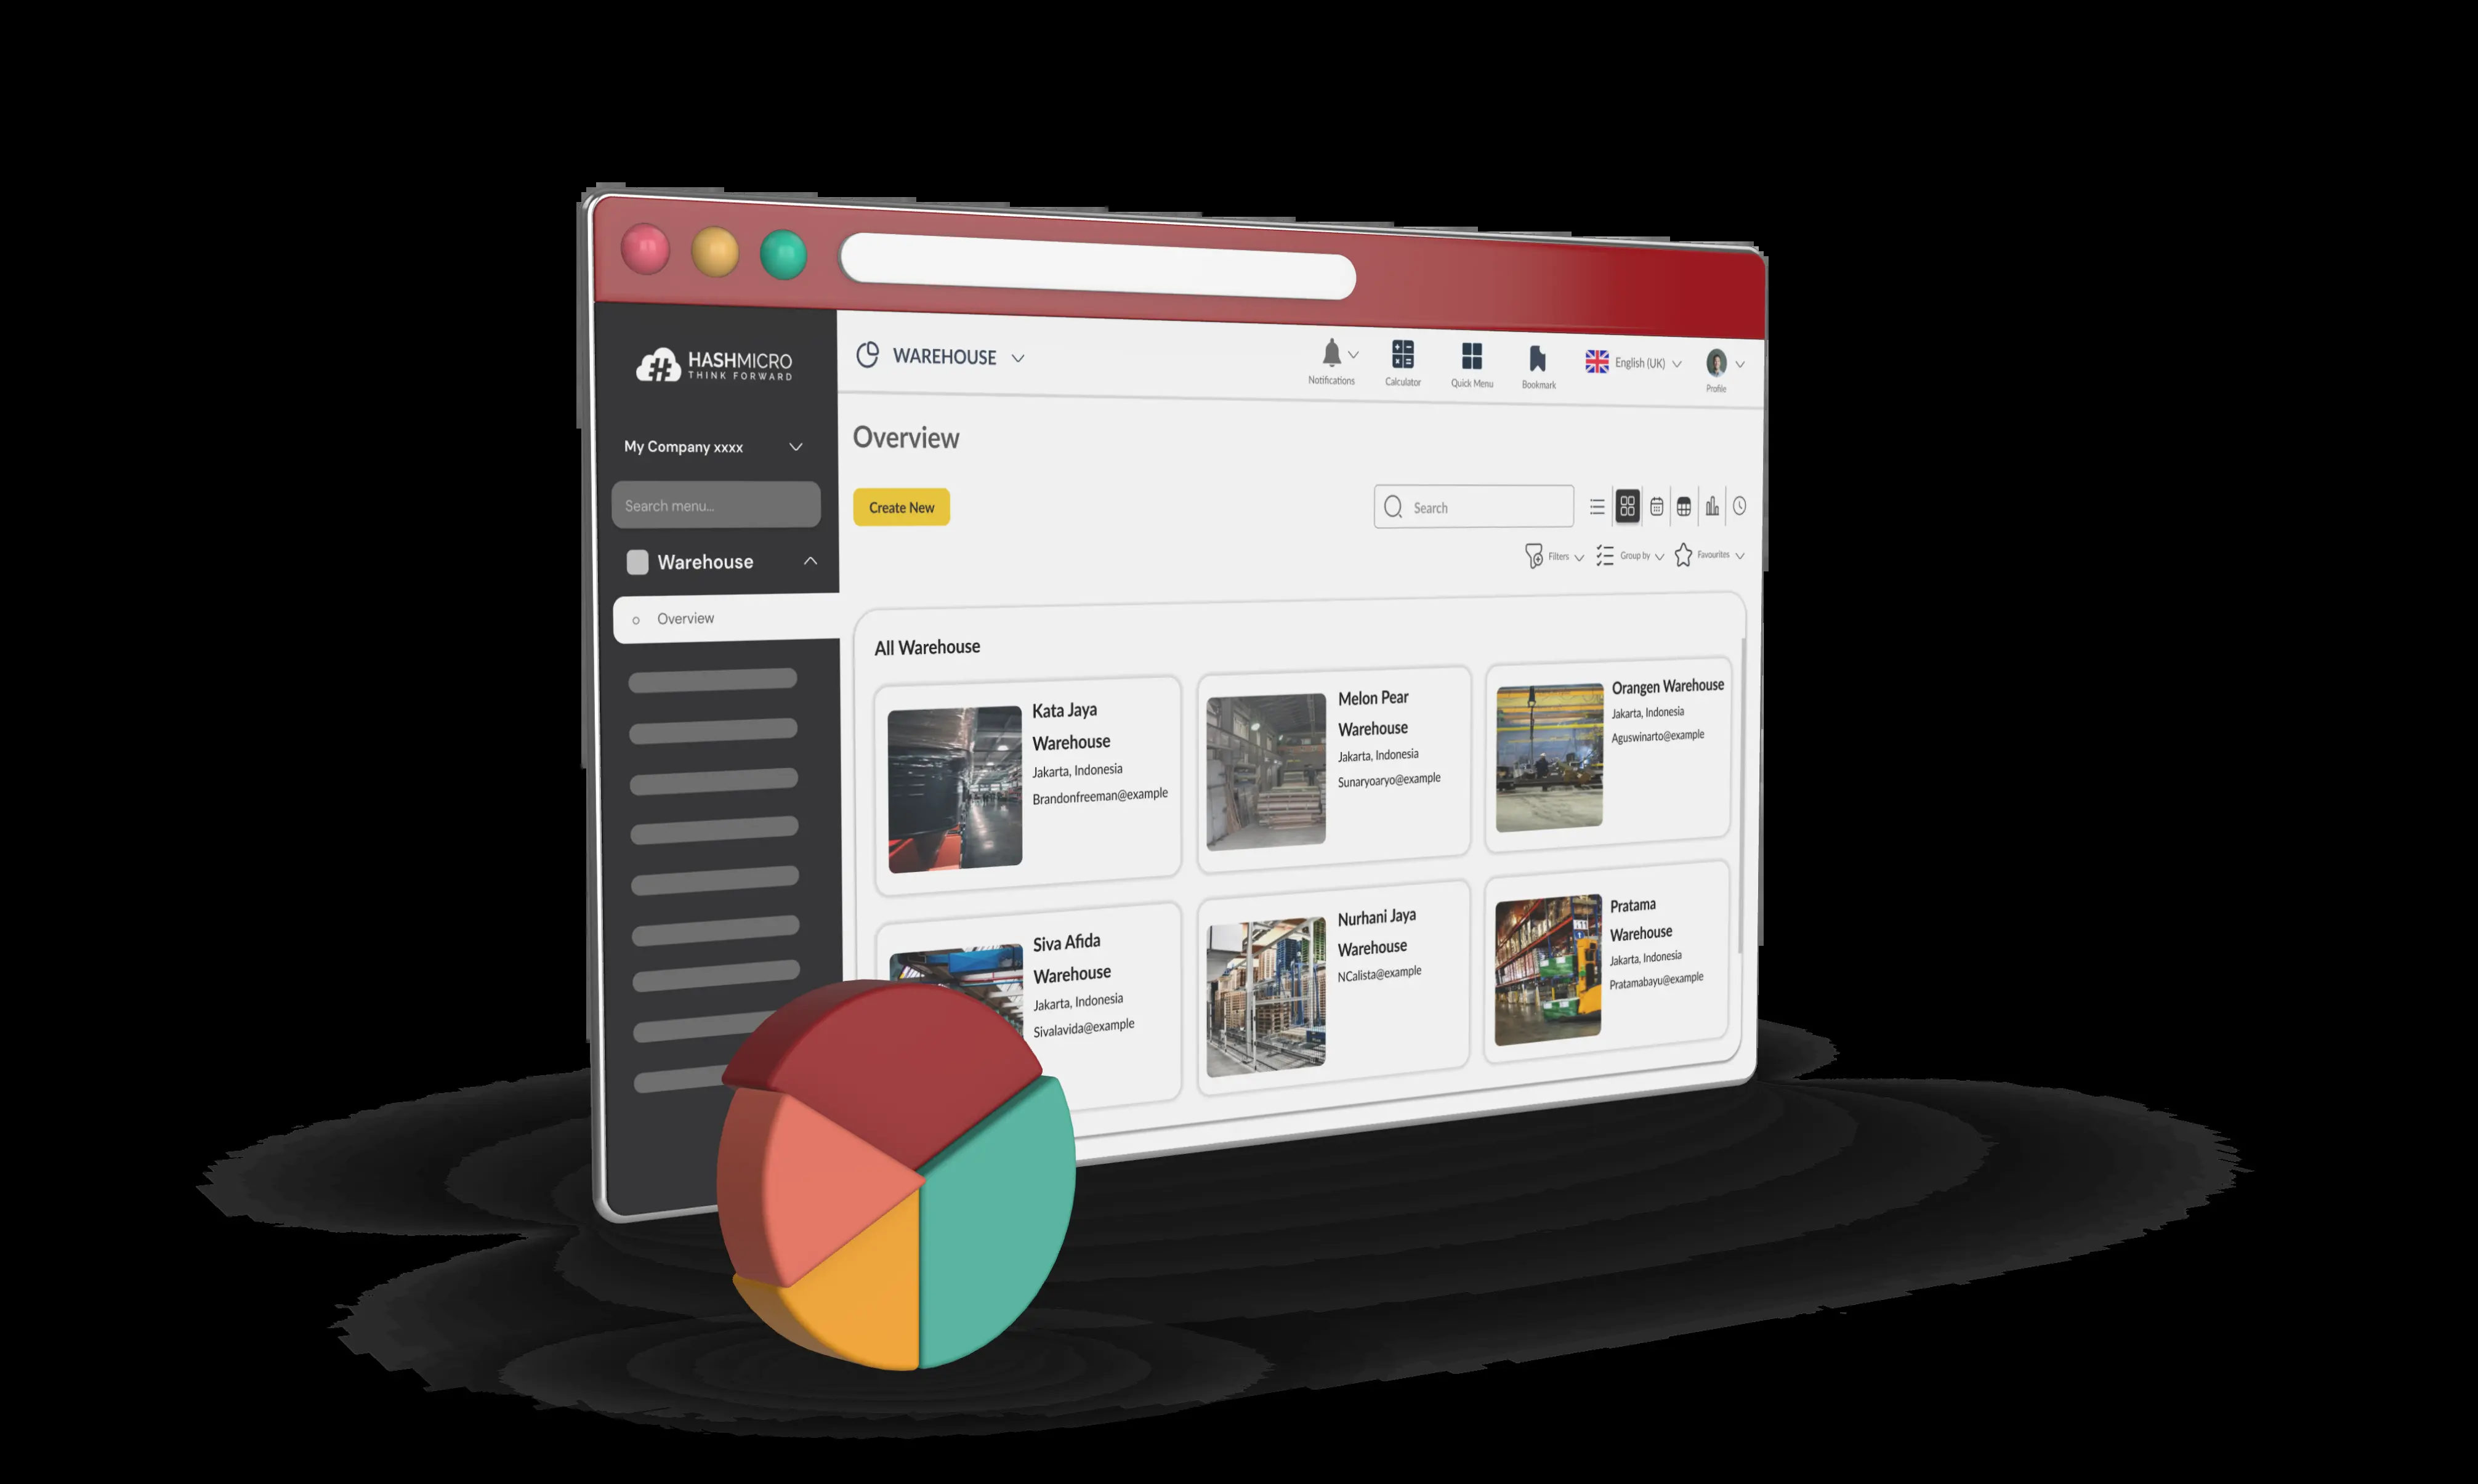 HASHMICRO
THINK FORWARD
My Company xxxx
Search menu...
Warehouse
Overview
WAREHOUSE
Notifications
Calculator
Quick Menu
Bookmark
English (UK)
Profile
Overview
Create New
Search
Filters
Group by
Favourites
All Warehouse
Kata Jaya
Warehouse
Jakarta, Indonesia
Brandonfreeman@example
Melon Pear
Warehouse
Jakarta, Indonesia
Sunaryoaryo@example
Orangen Warehouse
Jakarta, Indonesia
Aguswinarto@example
Siva Afida
Warehouse
Jakarta, Indonesia
Sivalavida@example
Nurhani Jaya
Warehouse
NCalista@example
Pratama
Warehouse
Jakarta, Indonesia
Pratamabayu@example